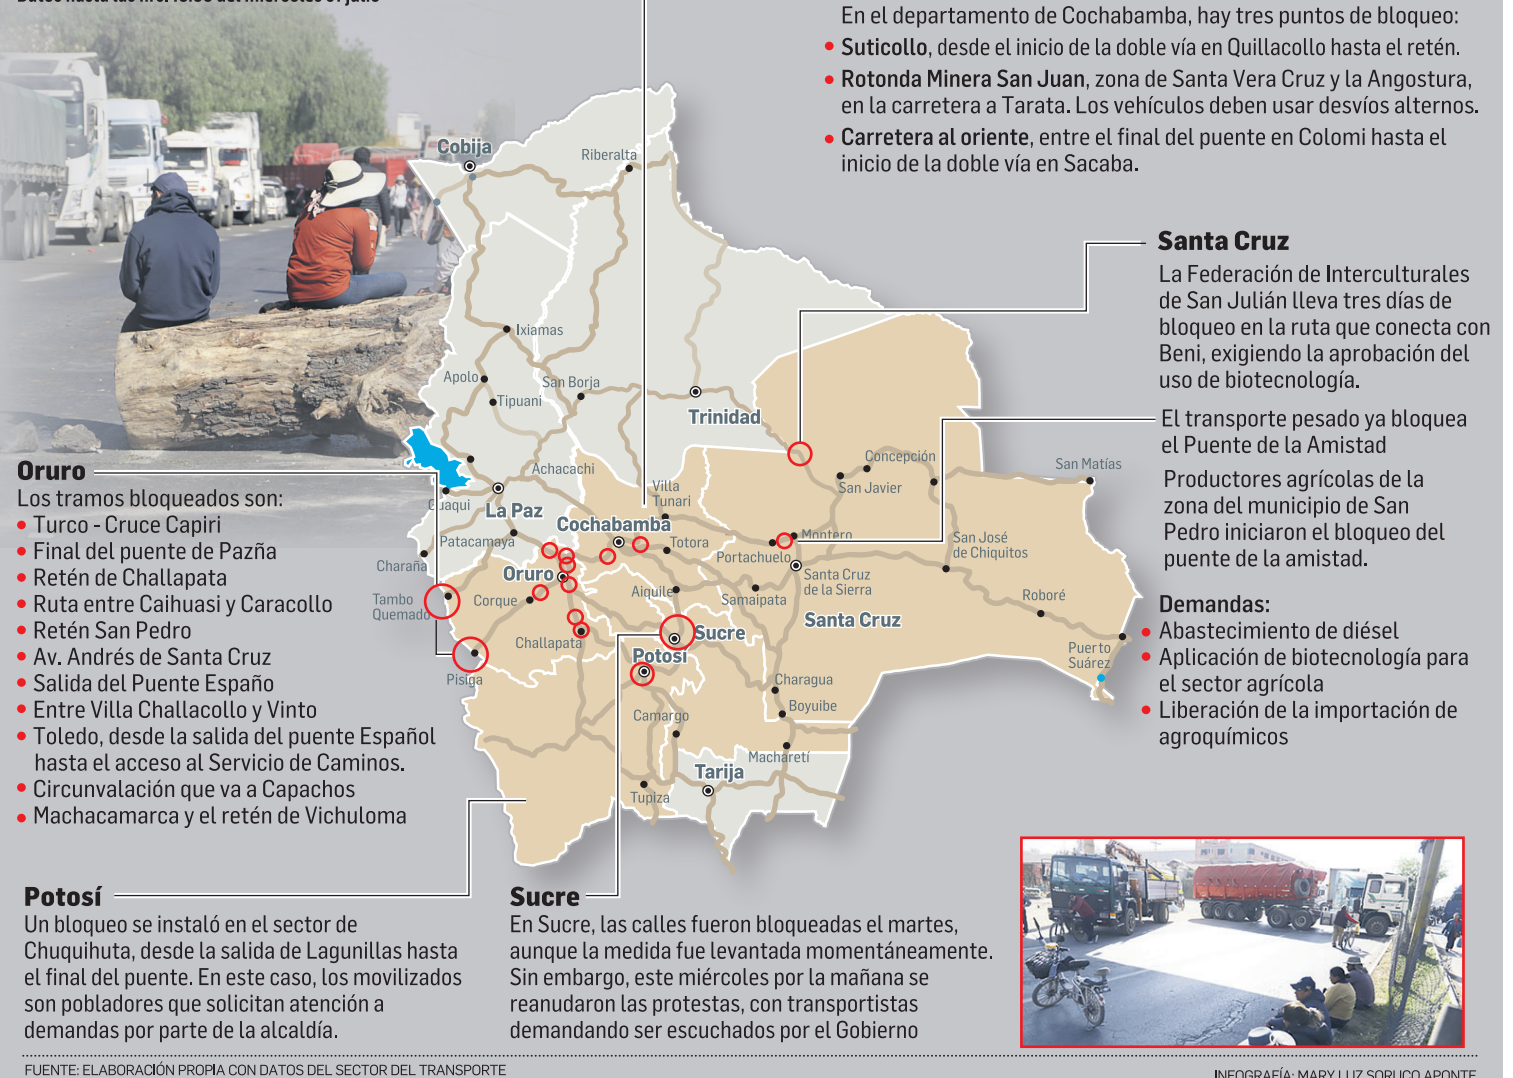 En el departamento de Cochabamba, hay tres puntos de bloqueo:
Suticollo, desde el inicio de la doble vía en Quillacollo hasta el retén.
Rotonda Minera San Juan, zona de Santa Vera Cruz y la Angostura,
en la carretera a Tarata. Los vehículos deben usar desvíos alternos.
Carretera al oriente, entre el final del puente en Colomi hasta el
inicio de la doble vía en Sacaba.
Cobija
Riberalta
Ixiamas
Apolo
Tipuani
San Borja
Trinidad
Achacachi
Guaqui
La Paz
Villa
Tunari
Cochabamba
Patacamaya
Totora
Charaña
Oruro
Tambo
Quemado
Corque
Aiquile
Challapata
Sucre
Potosí
Pisiga
Camargo
Tupiza
Tarija
Concepción
San Javier
San Matías
Montero
Portachuelo
San José
de Chiquitos
Santa Cruz
de la Sierra
Samaipata
Santa Cruz
Roboré
Puerto
Suárez
Charagua
Boyuibe
Macharetí
Santa Cruz
La Federación de Interculturales
de San Julián lleva tres días de
bloqueo en la ruta que conecta con
Beni, exigiendo la aprobación del
uso de biotecnología.
El transporte pesado ya bloquea
el Puente de la Amistad
Productores agrícolas de la
zona del municipio de San
Pedro iniciaron el bloqueo del
puente de la amistad.
Demandas:
Abastecimiento de diésel
Aplicación de biotecnología para
el sector agrícola
Liberación de la importación de
agroquímicos
Oruro
Los tramos bloqueados son:
Turco - Cruce Capiri
Final del puente de Pazña
Retén de Challapata
Ruta entre Caihuasi y Caracollo
Retén San Pedro
Av. Andrés de Santa Cruz
Salida del Puente Españo
Entre Villa Challacollo y Vinto
Toledo, desde la salida del puente Español
hasta el acceso al Servicio de Caminos.
Circunvalación que va a Capachos
Machacamarca y el retén de Vichuloma
Potosí
Un bloqueo se instaló en el sector de
Chuquihuta, desde la salida de Lagunillas hasta
el final del puente. En este caso, los movilizados
son pobladores que solicitan atención a
demandas por parte de la alcaldía.
Sucre
En Sucre, las calles fueron bloqueadas el martes,
aunque la medida fue levantada momentáneamente.
Sin embargo, este miércoles por la mañana se
reanudaron las protestas, con transportistas
demandando ser escuchados por el Gobierno
FUENTE: ELABORACIÓN PROPIA CON DATOS DEL SECTOR DEL TRANSPORTE
INFOGRAFÍA: MARY LUZ SORUCO APONTE